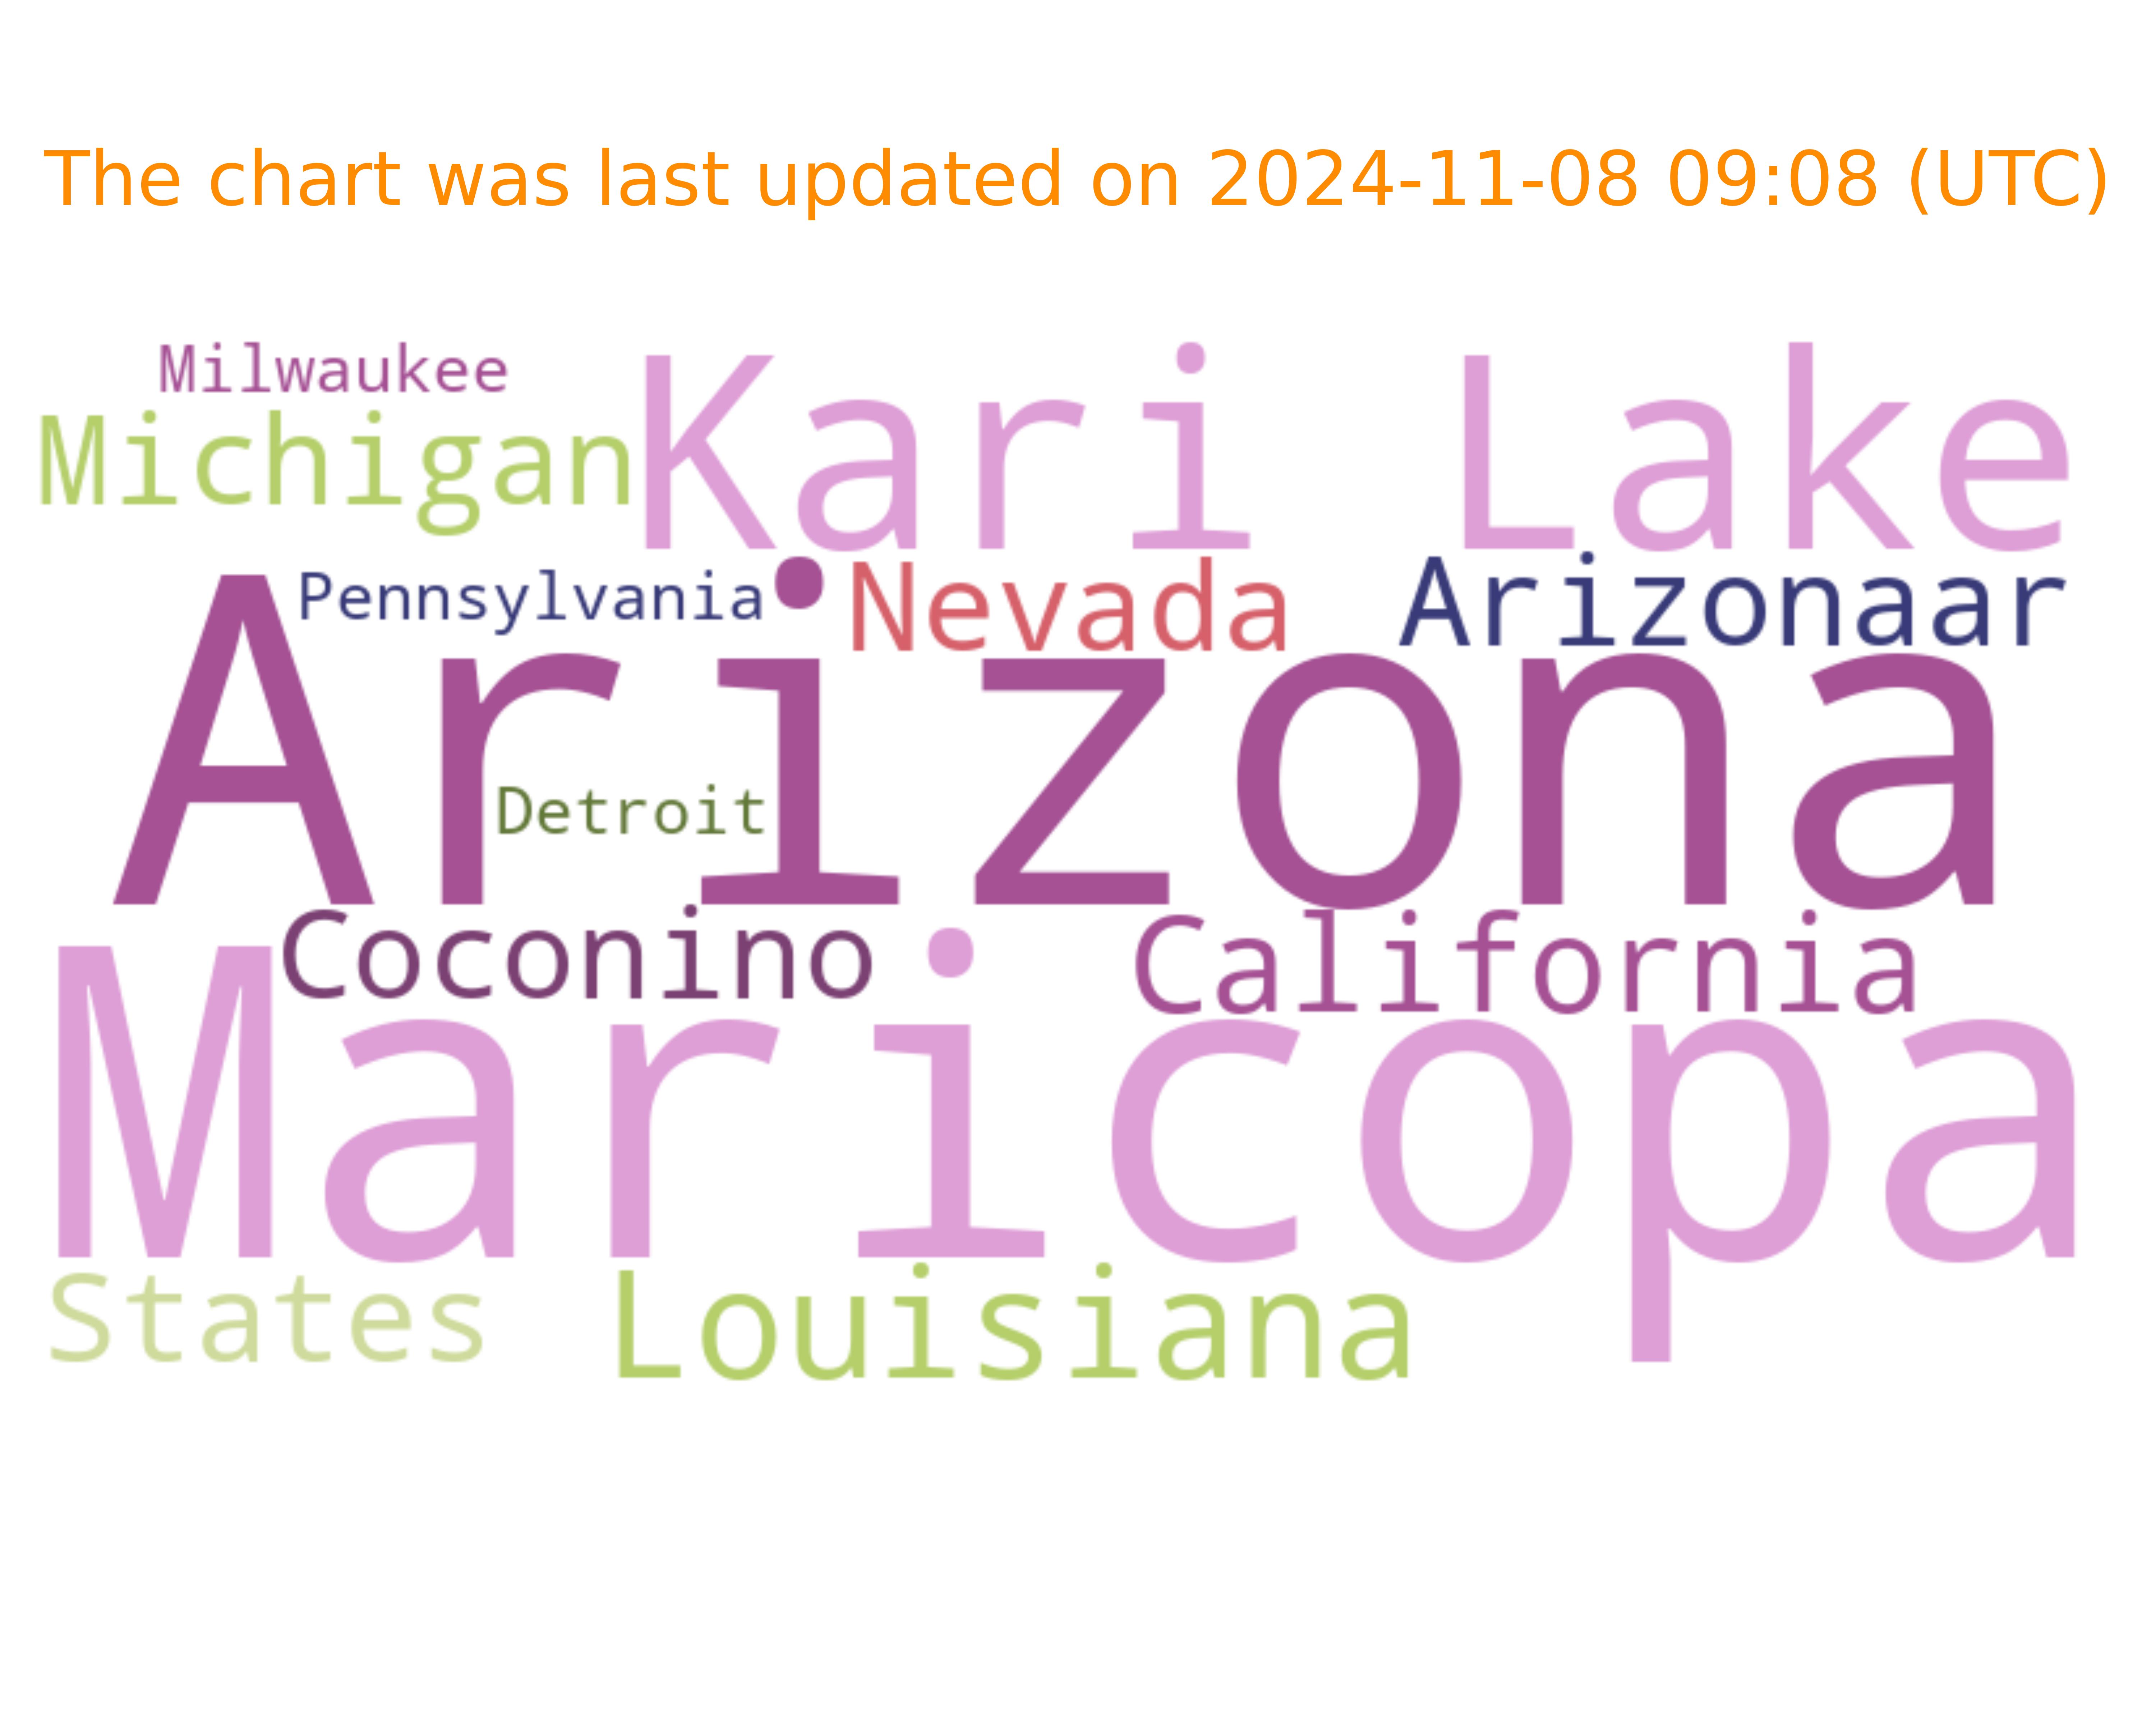 The chart was last updated on 2024-11-08 09:08 (UTC)
Milwaukee
Michigan
Kari Lake
Pennsylvania
Nevada
Arizonaar
Arizona
Detroit
Coconino
California
Maricopa
States
Louisiana